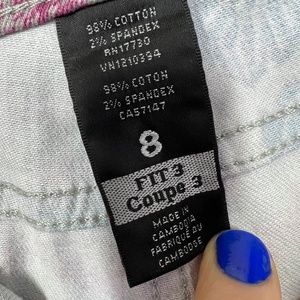 98% COTTON
2% SPANDEX
RN17730
VN1210394
98% COTON
2% SPANDEX
CA57147
8
FIT 3
Coupe 3
MADE IN
CAMBODIA
FABRIQUÉ AU
CAMBODGE